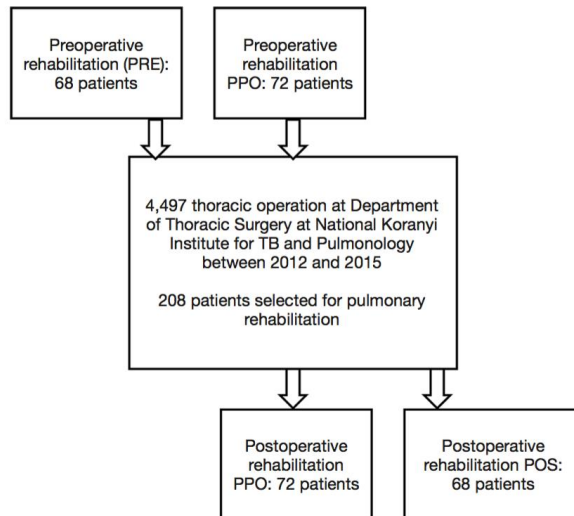 Preoperative
rehabilitation (PRE):
68 patients
Preoperative
rehabilitation
PPO: 72 patients
4,497 thoracic operation at Department
of Thoracic Surgery at National Koranyi
Institute for TB and Pulmonology
between 2012 and 2015
208 patients selected for pulmonary
rehabilitation
Postoperative
rehabilitation
PPO: 72 patients
Postoperative
rehabilitation POS:
68 patients